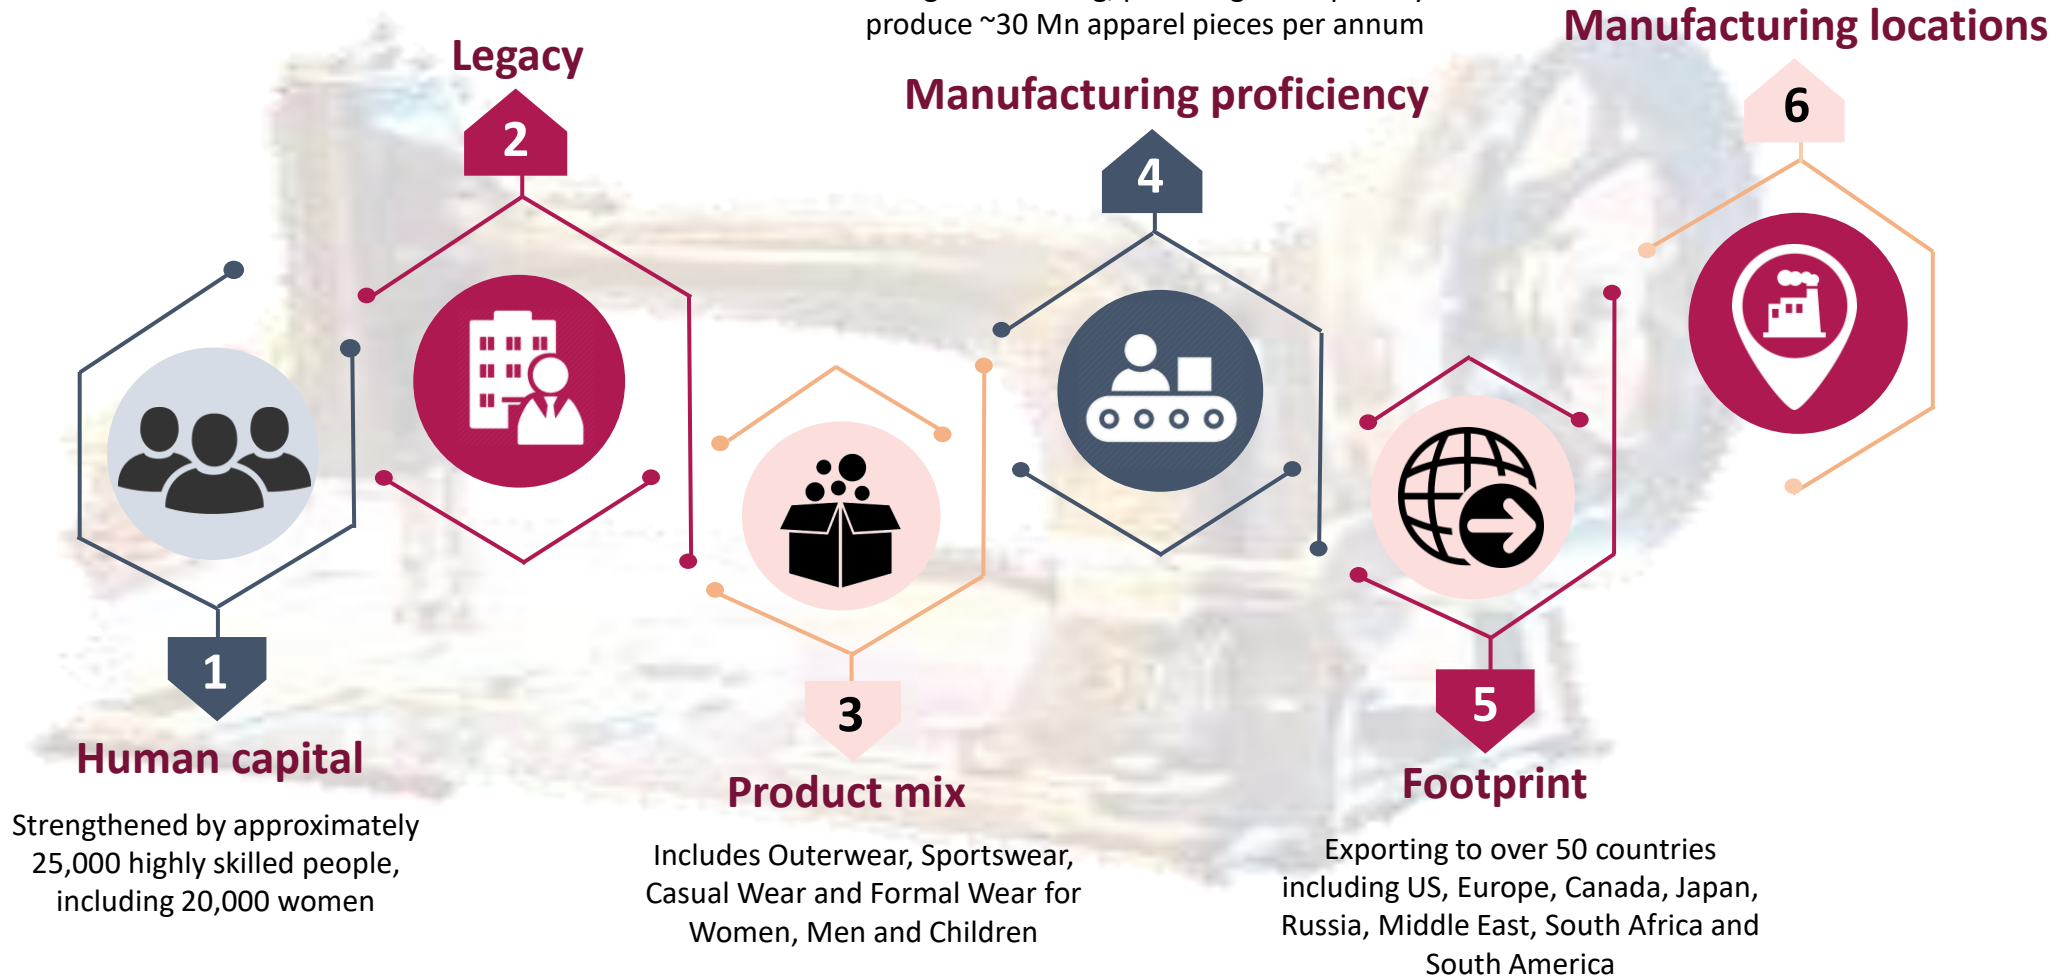 produce ~30 Mn apparel pieces per annum
Manufacturing locations
Legacy
Manufacturing proficiency
6
2
4
1
3
5
Human capital
Strengthened by approximately
25,000 highly skilled people,
including 20,000 women
Product mix
Includes Outerwear, Sportswear,
Casual Wear and Formal Wear for
Women, Men and Children
Footprint
Exporting to over 50 countries
including US, Europe, Canada, Japan,
Russia, Middle East, South Africa and
South America